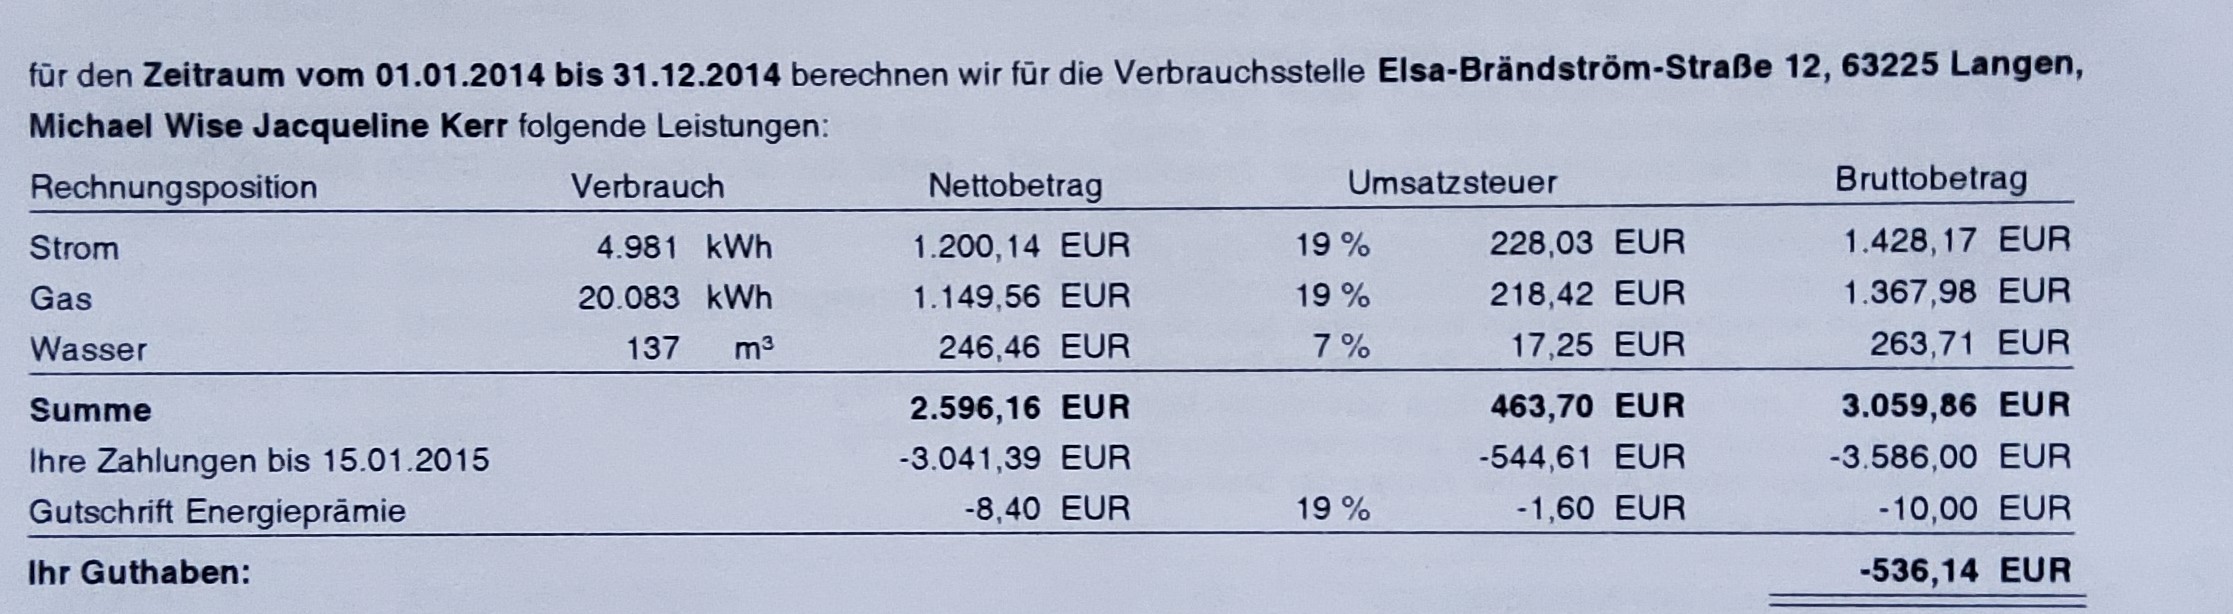 für den Zeitraum vom 01.01.2014 bis 31.12.2014 berechnen wir für die Verbrauchsstelle Elsa-Brändström-Straße 12, 63225 Langen,
Michael Wise Jacqueline Kerr folgende Leistungen:
Rechnungsposition Verbrauch Nettobetrag Umsatzsteuer Bruttobetrag
Strom 4.981 kWh 1.200,14 EUR 19 % 228,03 EUR 1.428,17 EUR
Gas 20.083 kWh 1.149,56 EUR 19 % 218,42 EUR 1.367,98 EUR
Wasser 137 m³ 246,46 EUR 7 % 17,25 EUR 263,71 EUR
Summe 2.596,16 EUR 463,70 EUR 3.059,86 EUR
Ihre Zahlungen bis 15.01.2015 -3.041,39 EUR -544,61 EUR -3.586,00 EUR
Gutschrift Energieprämie -8,40 EUR 19 % -1,60 EUR -10,00 EUR
Ihr Guthaben: -536,14 EUR